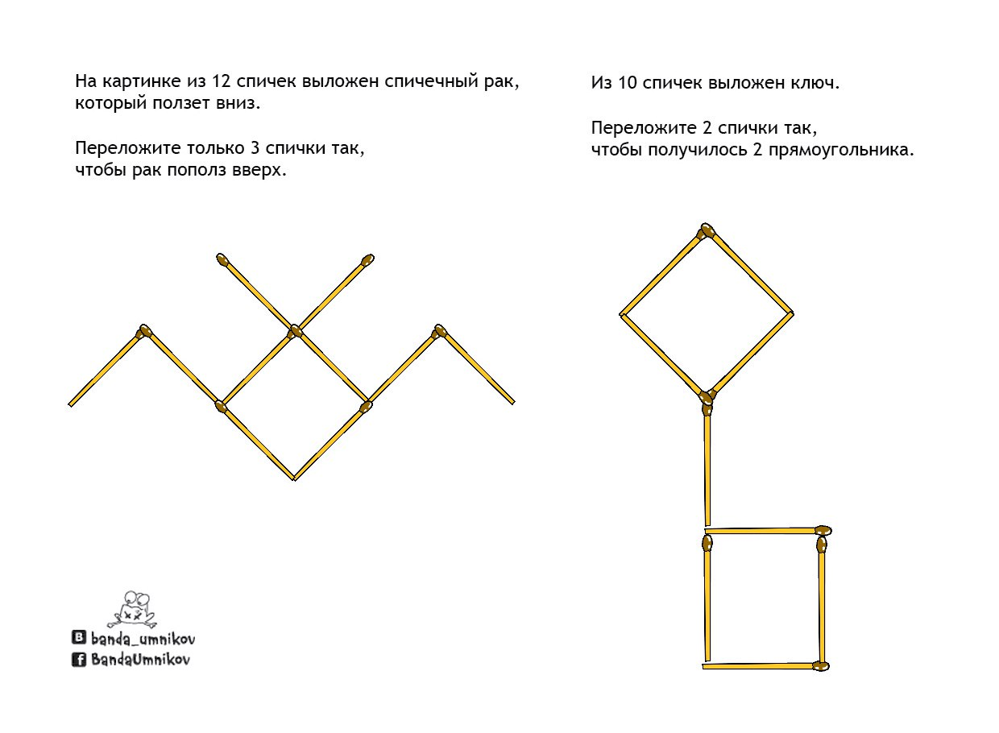 На картинке из 12 спичек выложен спичечный рак,
который ползет вниз.
Переложите только 3 спички так,
чтобы рак пополз вверх.
Из 10 спичек выложен ключ.
Переложите 2 спички так,
чтобы получилось 2 прямоугольника.
B banda_umnikov
f BandaUmnikov